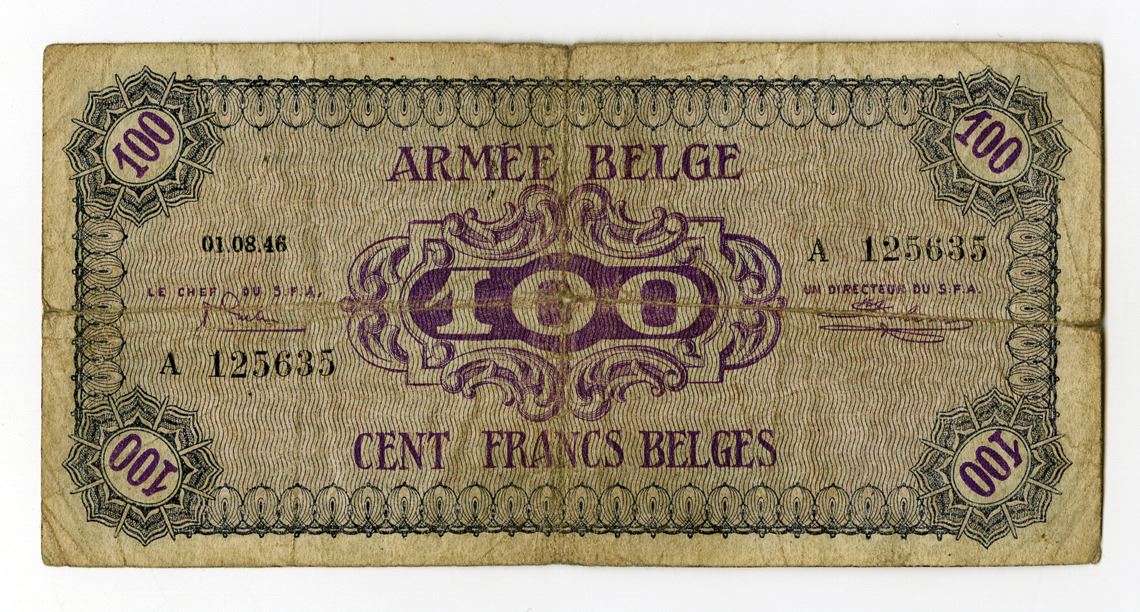 100 100
ARMÉE BELGE
01.08.46
A 125635
LE CHEF DU S.F.A.
UN DIRECTEUR DU S.F.A.
100
A 125635
CENT FRANCS BELGES
100 100